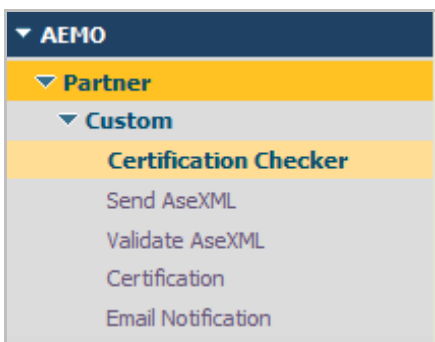 AEMO
Partner
Custom
Certification Checker
Send AseXML
Validate AseXML
Certification
Email Notification